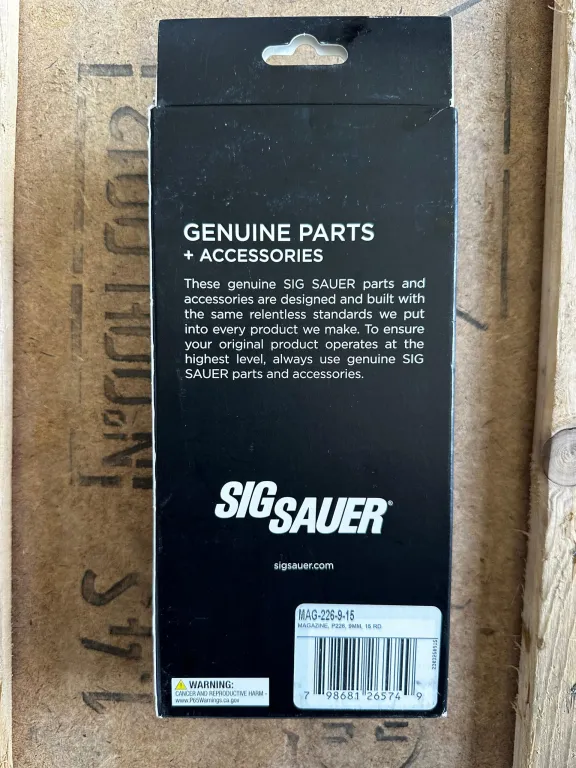 GENUINE PARTS
+ ACCESSORIES
These genuine SIG SAUER parts and
accessories are designed and built with
the same relentless standards we put
into every product we make. To ensure
your original product operates at the
highest level, always use genuine SIG
SAUER parts and accessories.
SIG SAUER®
sigsauer.com
MAG-226-9-15
MAGAZINE, P226, 9MM, 15 RD
7 98681 26574 9
WARNING:
CANCER AND REPRODUCTIVE HARM -
www.P65Warnings.ca.gov